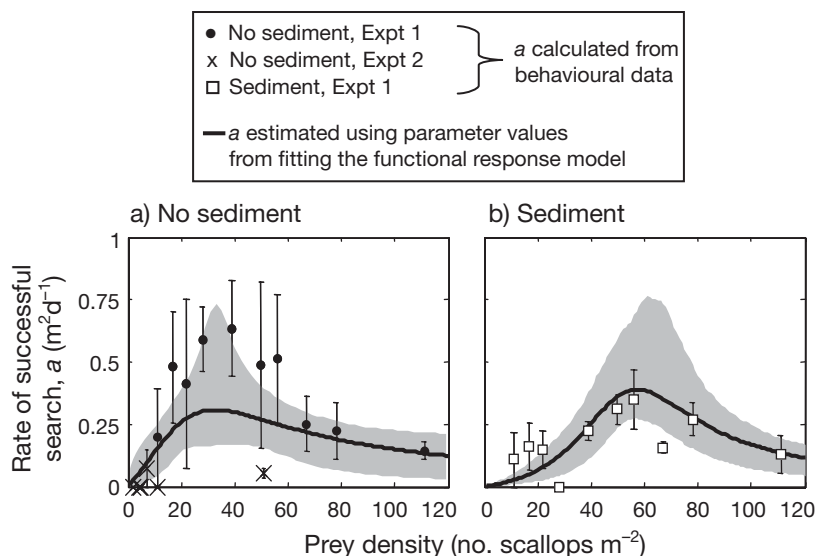 No sediment, Expt 1
No sediment, Expt 2
Sediment, Expt 1
a calculated from
behavioural data
a estimated using parameter values
from fitting the functional response model
a) No sediment
b) Sediment
Rate of successful
search, a (m²d⁻¹)
1
0.75
0.5
0.25
0
0 20 40 60 80 100 120
0 20 40 60 80 100 120
Prey density (no. scallops m⁻²)